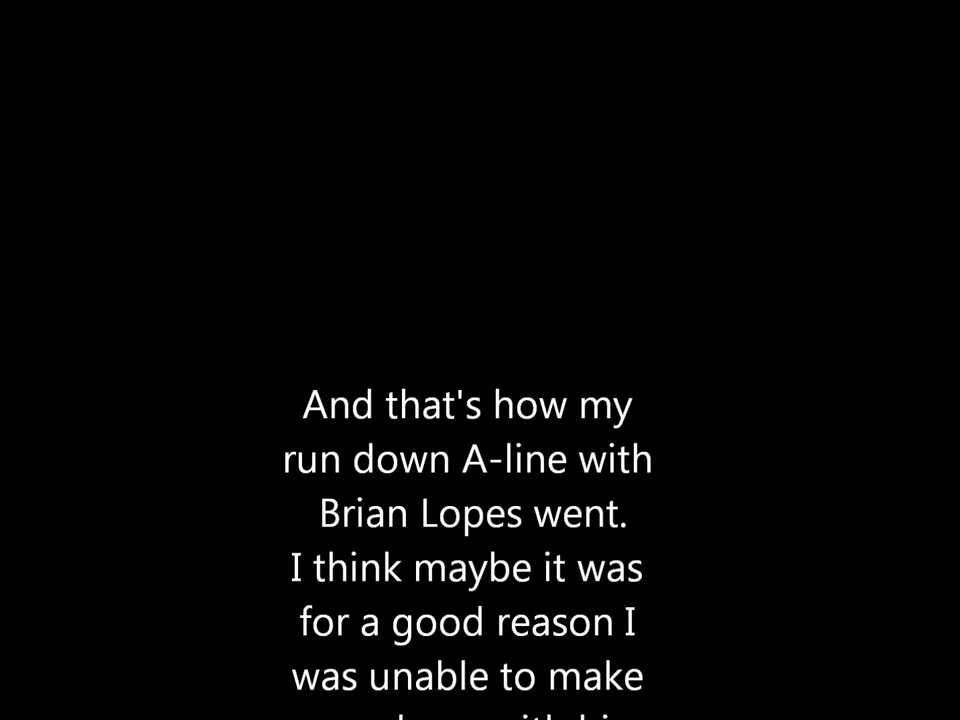 And that's how my
run down A-line with
Brian Lopes went.
I think maybe it was
for a good reason I
was unable to make